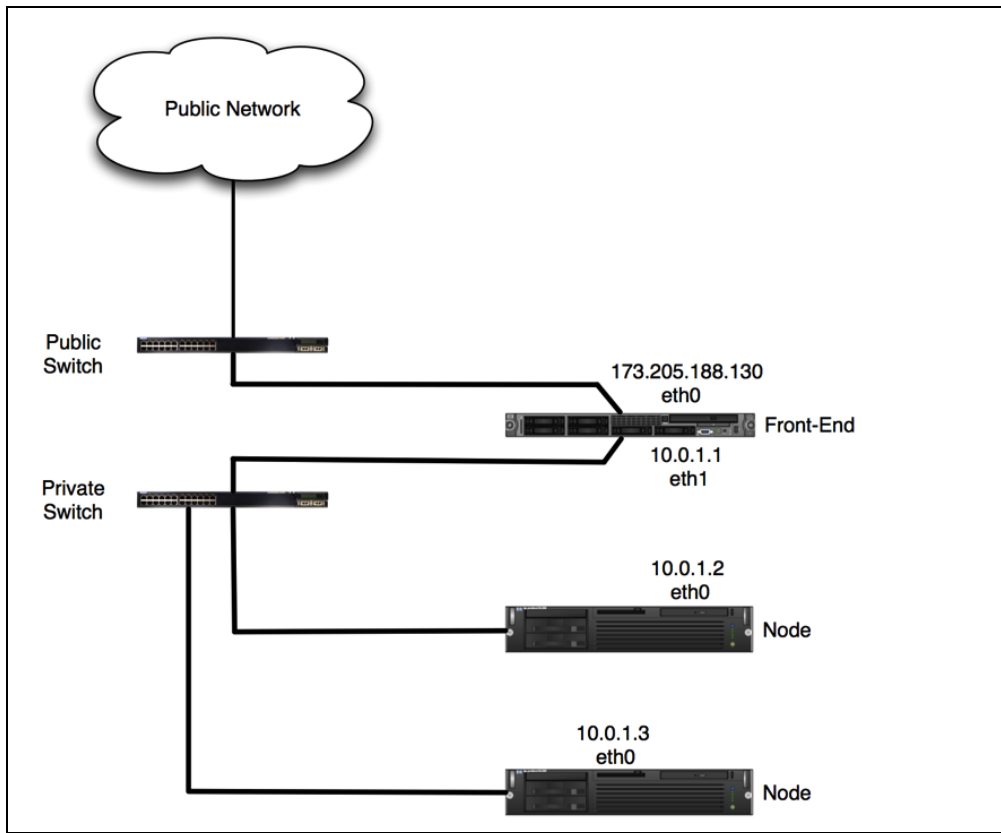 Public Network
Public
Switch
173.205.188.130
eth0
Front-End
10.0.1.1
eth1
Private
Switch
10.0.1.2
eth0
Node
10.0.1.3
eth0
Node